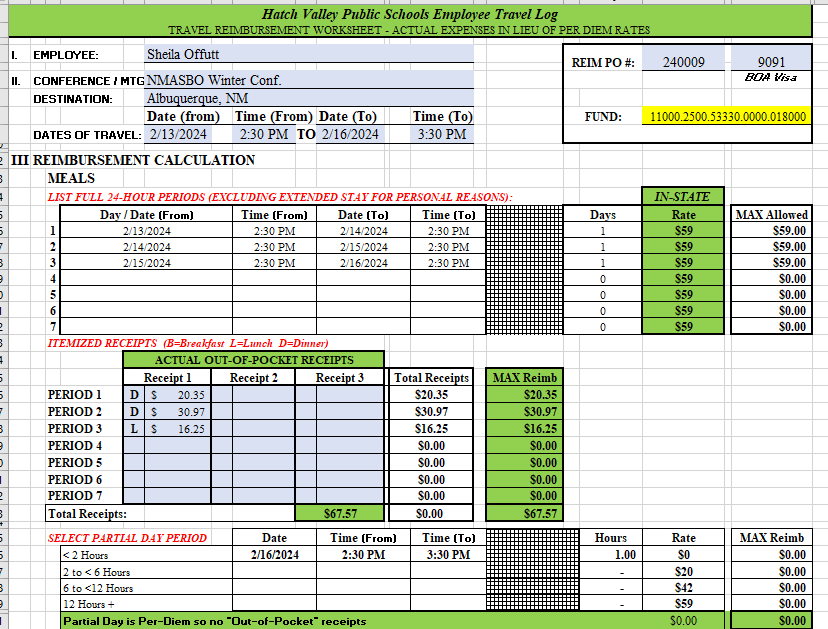 Hatch Valley Public Schools Employee Travel Log
TRAVEL REIMBURSEMENT WORKSHEET - ACTUAL EXPENSES IN LIEU OF PER DIEM RATES
I. EMPLOYEE: Sheila Offutt REIM PO #: 240009 9091
BOA Visa
II. CONFERENCE / MTG NMASBO Winter Conf.
DESTINATION: Albuquerque, NM
Date (from) Time (From) Date (To) Time (To) FUND: 11000.2500.53330.0000.018000
DATES OF TRAVEL: 2/13/2024 2:30 PM TO 2/16/2024 3:30 PM
III REIMBURSEMENT CALCULATION
MEALS
LIST FULL 24-HOUR PERIODS (EXCLUDING EXTENDED STAY FOR PERSONAL REASONS): IN-STATE
Day / Date (From) Time (From) Date (To) Time (To) Days Rate MAX Allowed
1 2/13/2024 2:30 PM 2/14/2024 2:30 PM 1 $59 $59.00
2 2/14/2024 2:30 PM 2/15/2024 2:30 PM 1 $59 $59.00
3 2/15/2024 2:30 PM 2/16/2024 2:30 PM 1 $59 $59.00
4 0 $59 $0.00
5 0 $59 $0.00
6 0 $59 $0.00
7 0 $59 $0.00
ITEMIZED RECEIPTS (B=Breakfast L=Lunch D=Dinner)
ACTUAL OUT-OF-POCKET RECEIPTS
Receipt 1 Receipt 2 Receipt 3 Total Receipts MAX Reimb
PERIOD 1 D $ 20.35 $20.35 $20.35
PERIOD 2 D $ 30.97 $30.97 $30.97
PERIOD 3 L $ 16.25 $16.25 $16.25
PERIOD 4 $0.00 $0.00
PERIOD 5 $0.00 $0.00
PERIOD 6 $0.00 $0.00
PERIOD 7 $0.00 $0.00
Total Receipts: $67.57 $0.00 $67.57
SELECT PARTIAL DAY PERIOD Date Time (From) Time (To) Hours Rate MAX Reimb
< 2 Hours 2/16/2024 2:30 PM 3:30 PM 1.00 $0 $0.00
2 to < 6 Hours - $20 $0.00
6 to <12 Hours - $42 $0.00
12 Hours + - $59 $0.00
Partial Day is Per-Diem so no "Out-of-Pocket" receipts $0.00 $0.00